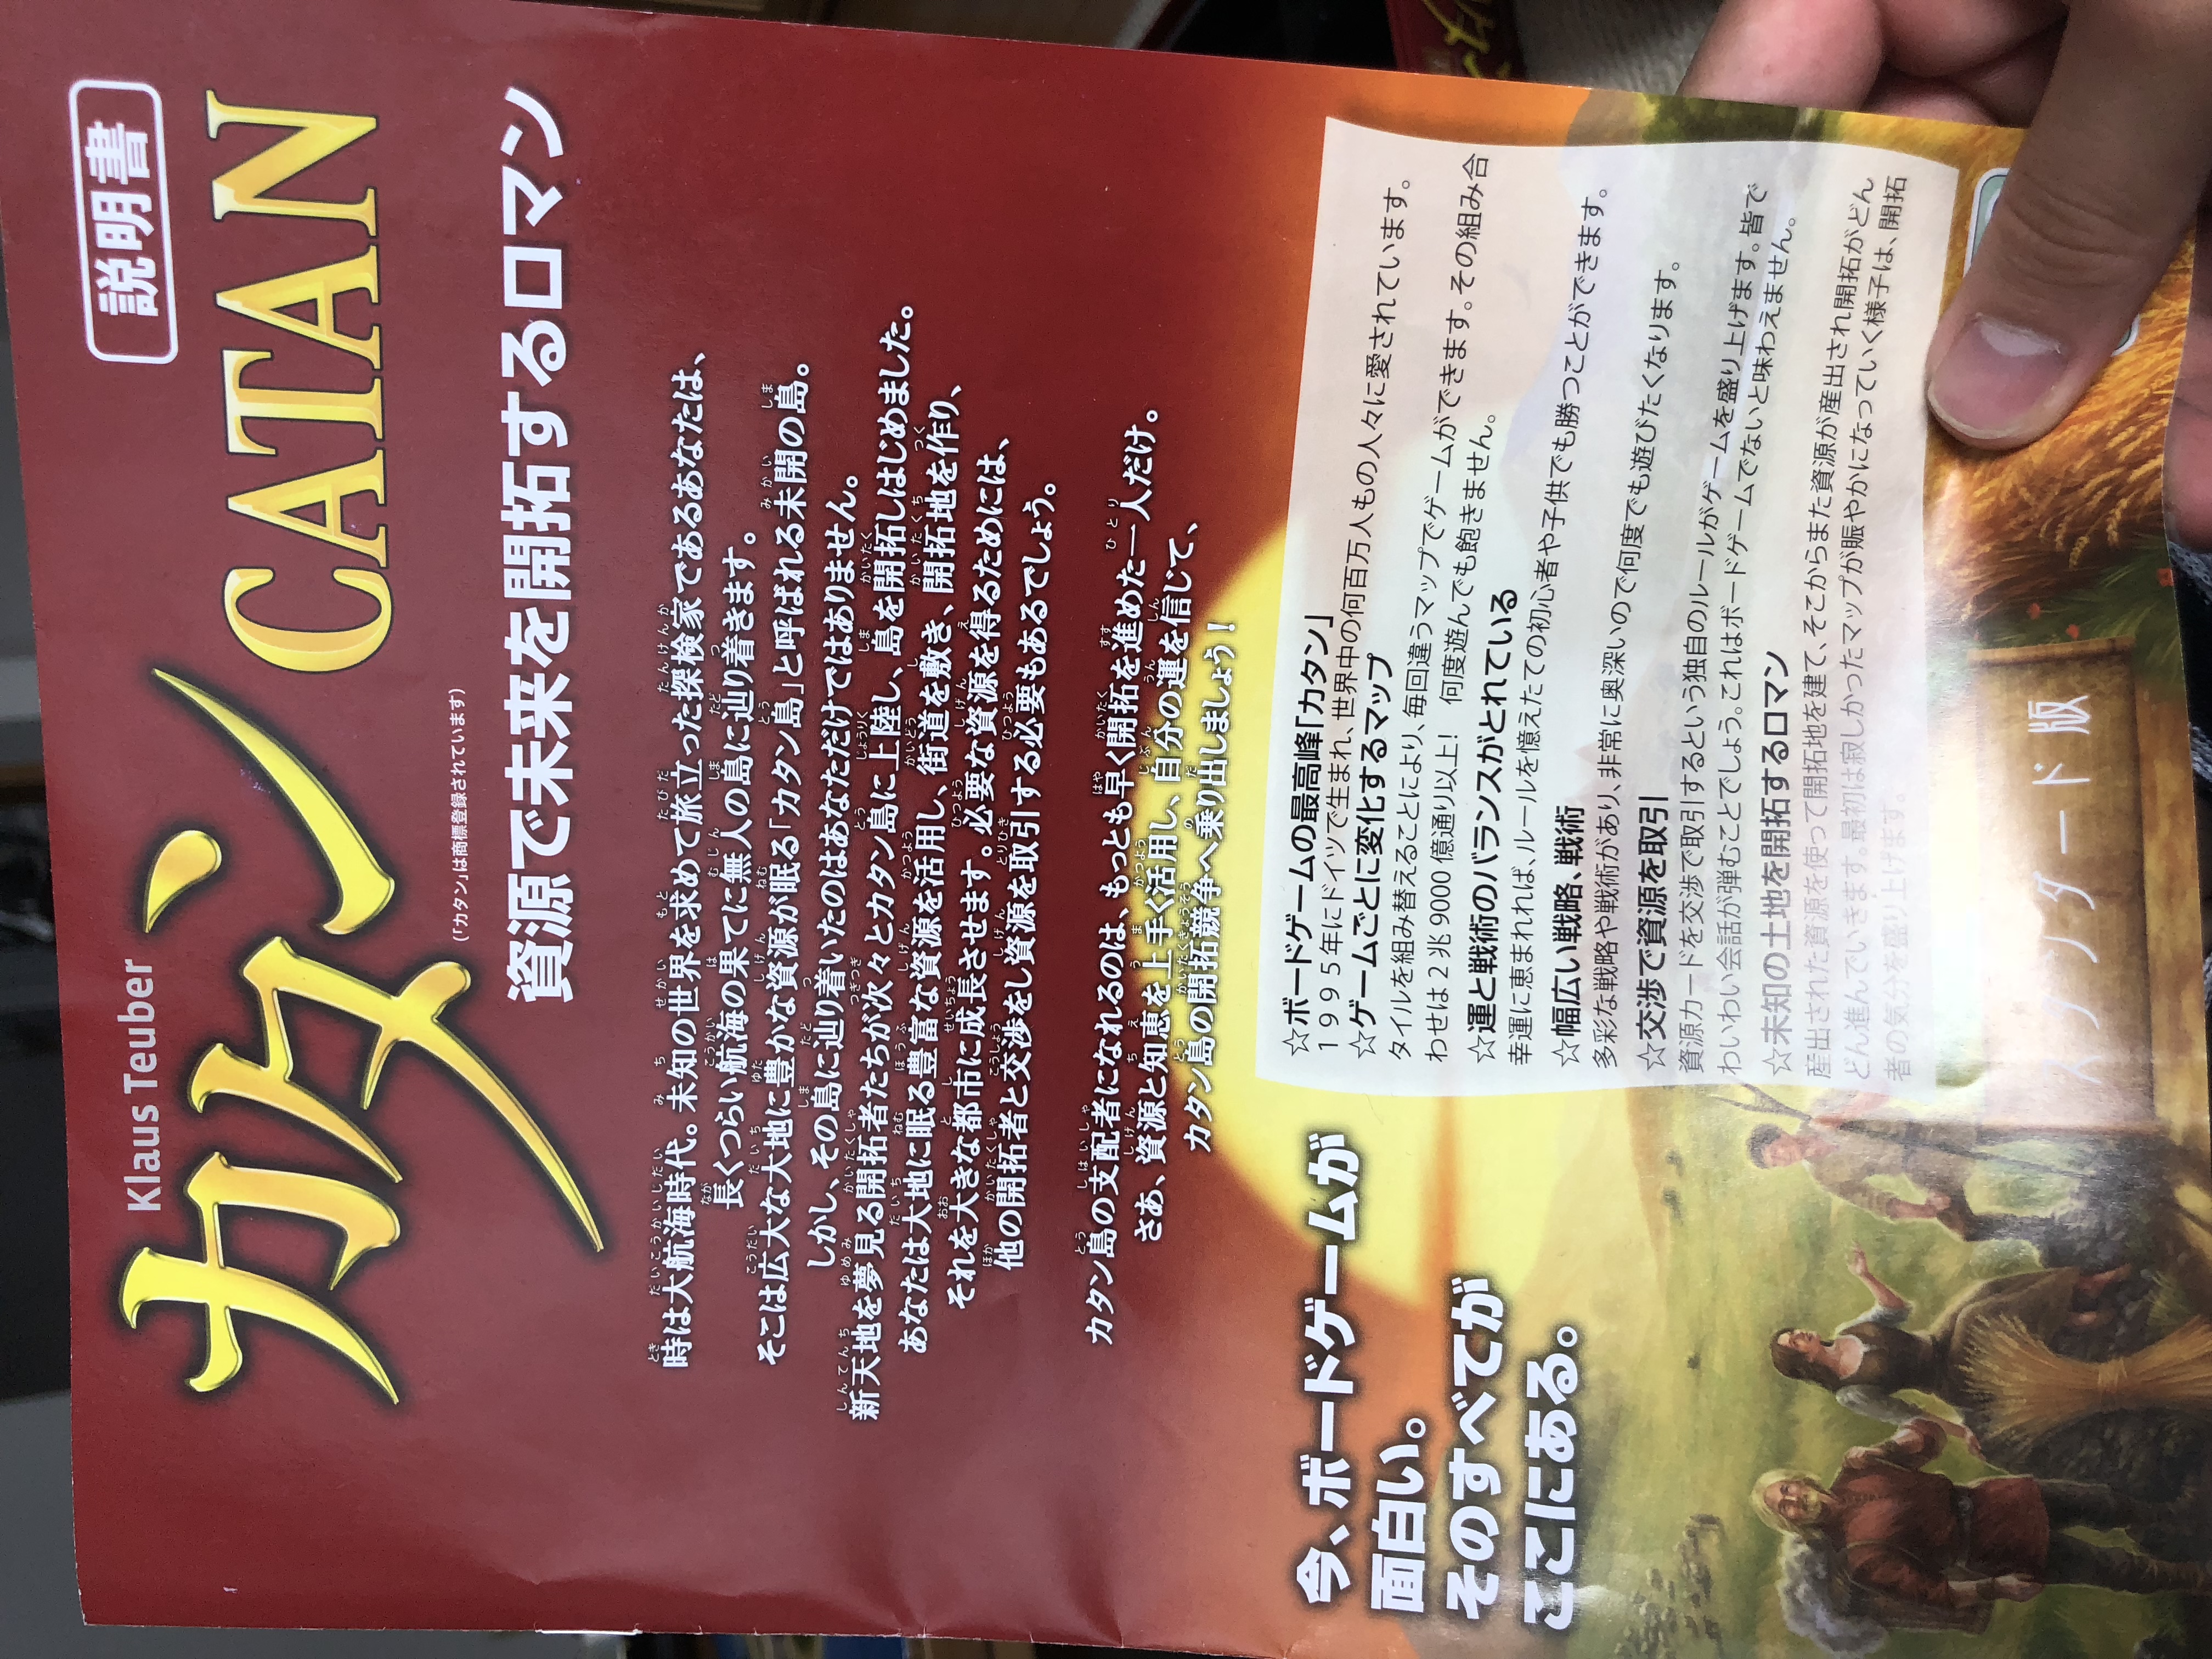 説明書
Klaus Teuber
カタン CATAN
(「カタン」は商標登録されています)
資源で未来を開拓するロマン
時は大航海時代。未知の世界を求めて旅立った探検家であるあなたは、
長くつらい航海の果てに無人の島に辿り着きます。
そこは広大な大地に豊かな資源が眠る「カタン島」と呼ばれる未開の島。
しかし、その島に辿り着いたのはあなただけではありません。
新天地を夢見る開拓者たちが次々とカタン島に上陸し、島を開拓しはじめました。
あなたは大地に眠る豊富な資源を活用し、街道を敷き、開拓地を作り、
それを大きな都市に成長させます。必要な資源を得るためには、
他の開拓者と交渉をし資源を取引する必要もあるでしょう。
カタン島の支配者になれるのは、もっとも早く開拓を進めた一人だけ。
さあ、資源と知恵を上手く活用し、自分の運を信じて、
カタン島の開拓競争へ乗り出しましょう!
今、ボードゲームが
面白い。
そのすべてが
ここにある。
☆ボードゲームの最高峰「カタン」
1995年にドイツで生まれ、世界中の何百万人もの人々に愛されています。
☆ゲームごとに変化するマップ
タイルを組み替えることにより、毎回違うマップでゲームができます。その組み合
わせは2兆9000億通り以上! 何度遊んでも飽きません。
☆運と戦術のバランスがとれている
幸運に恵まれれば、ルールを憶えたての初心者や子供でも勝つことができます。
☆幅広い戦略、戦術
多彩な戦略や戦術があり、非常に奥深いので何度でも遊びたくなります。
☆交渉で資源を取引
資源カードを交渉で取引するという独自のルールがゲームを盛り上げます。皆で
わいわい会話が弾むことでしょう。これはボードゲームでないと味わえません。
☆未知の土地を開拓するロマン
産出された資源を使って開拓地を建て、そこからまた資源が産出され開拓がどん
どん進んでいきます。最初は寂しかったマップが賑やかになっていく様子は、開拓
者の気分を盛り上げます。
スタンダード版